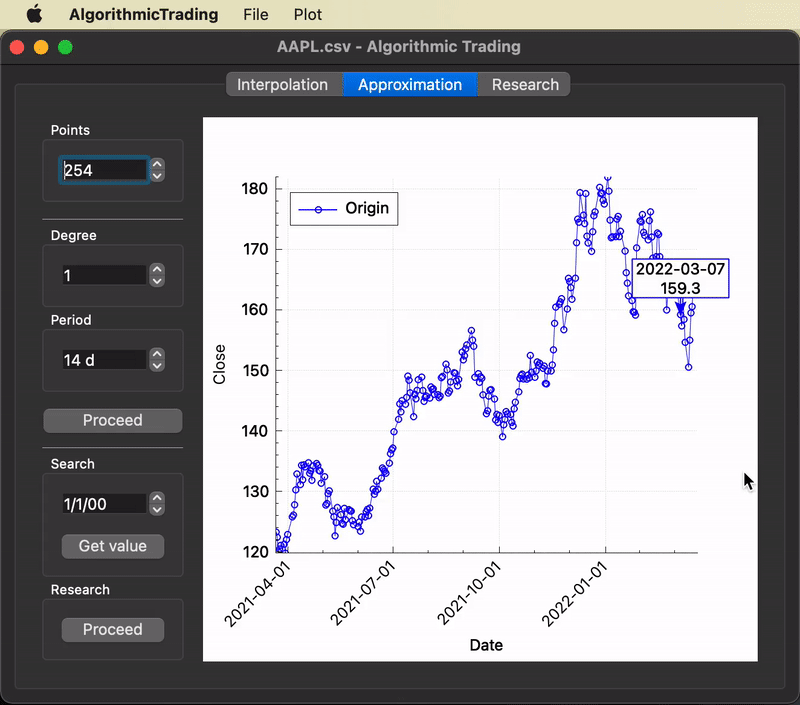 AlgorithmicTrading File Plot
AAPL.csv - Algorithmic Trading
Interpolation Approximation Research
Points
254
Degree
1
Period
14 d
Proceed
Search
1/1/00
Get value
Research
Proceed
Origin
2022-03-07
159.3
Close
180
170
160
150
140
130
120
2021-04-01
2021-07-01
2021-10-01
2022-01-01
Date